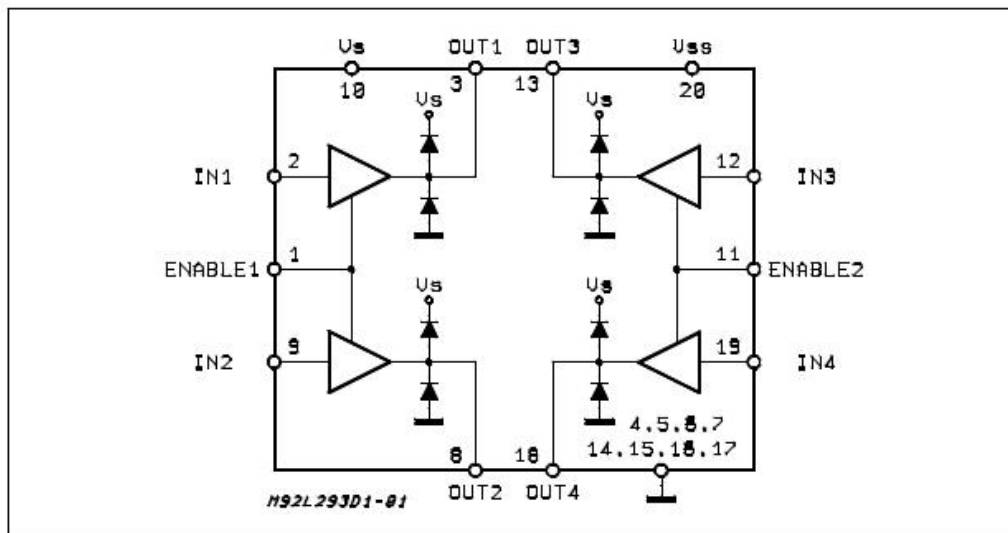 Vs OUT1 OUT3 Vss
10 3 13 20
Vs Vs
IN1 2 12 IN3
ENABLE1 1 11 ENABLE2
Vs Vs
IN2 9 19 IN4
4.5.6.7
8 18 14.15.16.17
OUT2 OUT4
M92L293D1-01